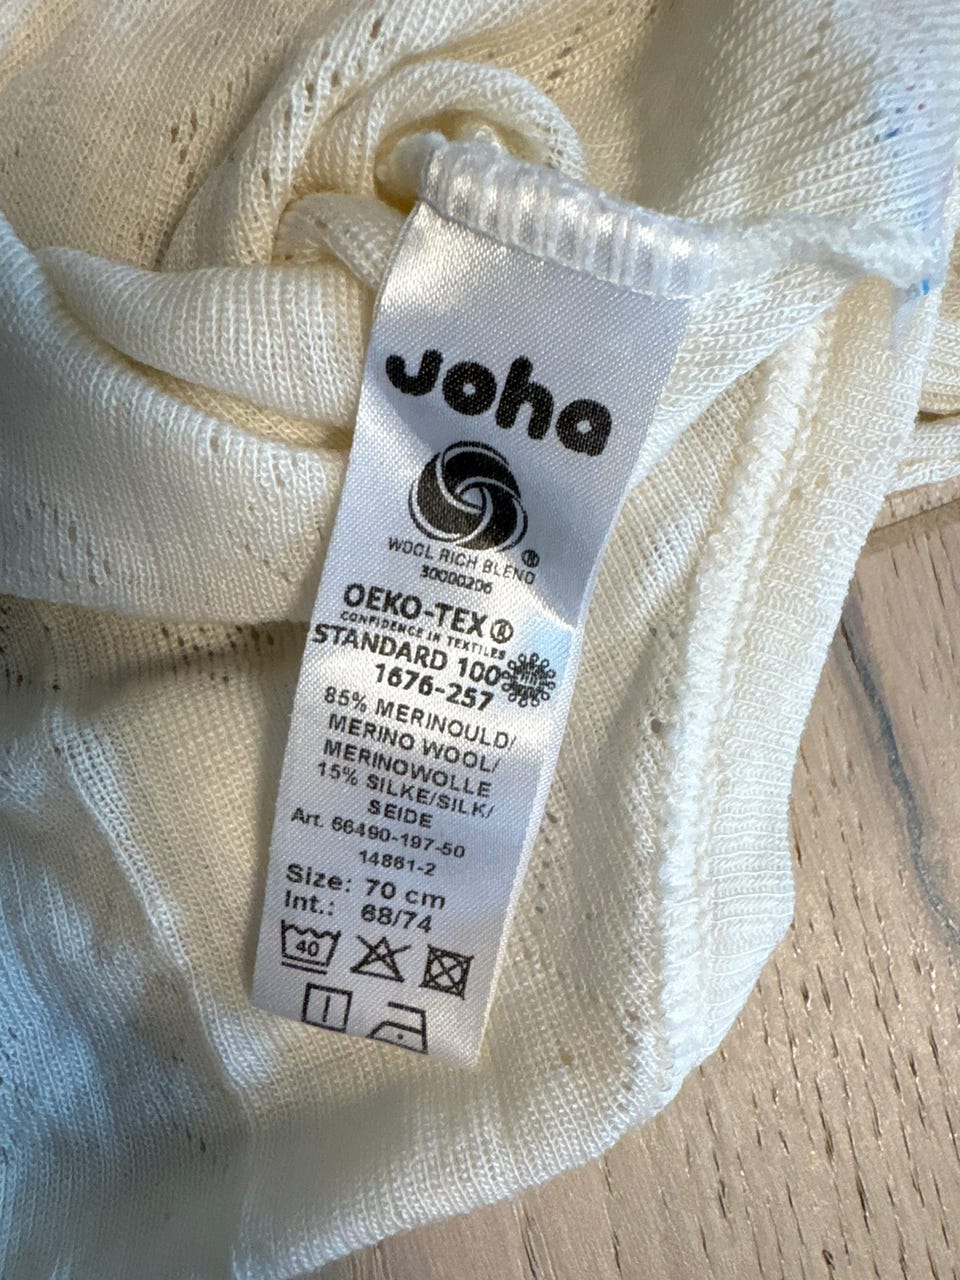 Joha
WOOL RICH BLEND ®
30000206
OEKO-TEX®
CONFIDENCE IN TEXTILES
STANDARD 100
1676-257
85% MERINOULD/
MERINO WOOL/
MERINOWOLLE
15% SILKE/SILK/
SEIDE
Art. 66490-197-50
14861-2
Size: 70 cm
Int.: 68/74
40